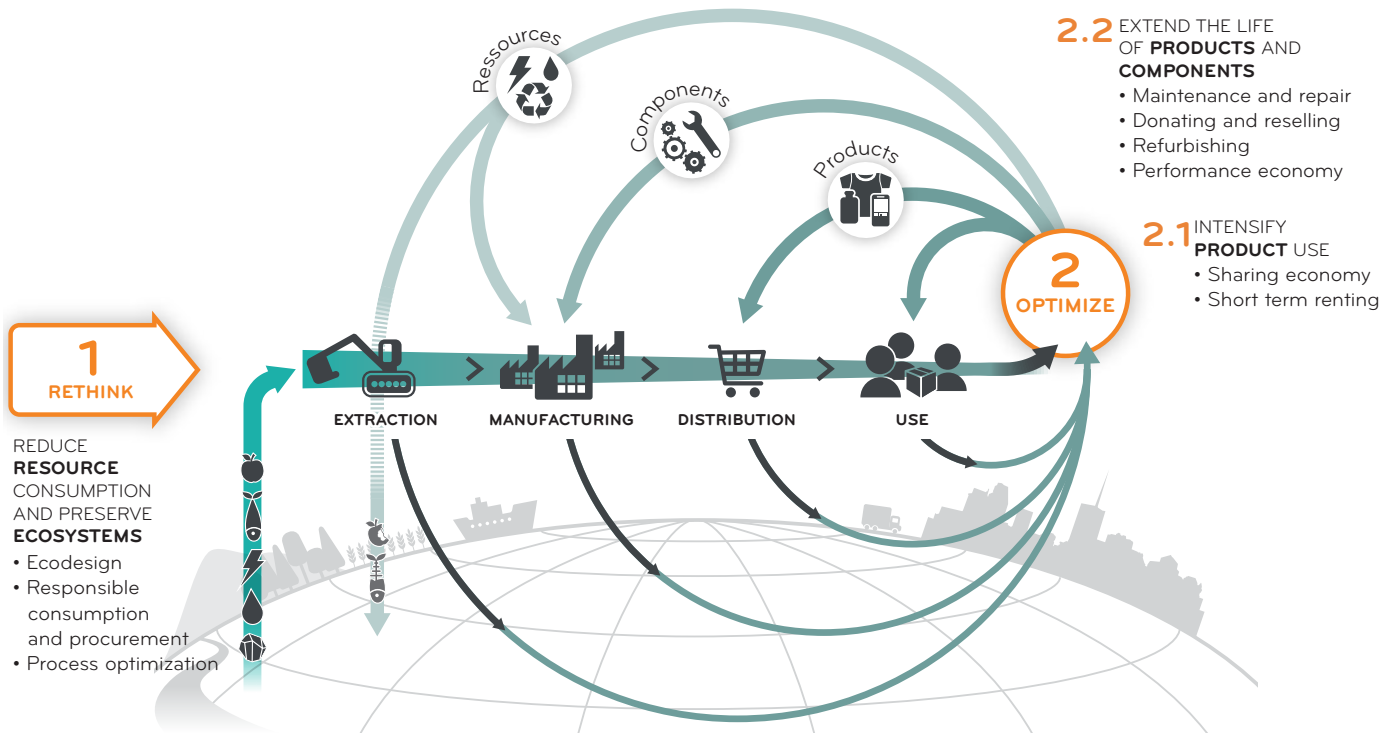 1
RETHINK
REDUCE
RESOURCE
CONSUMPTION
AND PRESERVE
ECOSYSTEMS
• Ecodesign
• Responsible
consumption
and procurement
• Process optimization
Ressources
Components
Products
EXTRACTION
MANUFACTURING
DISTRIBUTION
USE
2
OPTIMIZE
2.2 EXTEND THE LIFE
OF PRODUCTS AND
COMPONENTS
• Maintenance and repair
• Donating and reselling
• Refurbishing
• Performance economy
2.1 INTENSIFY
PRODUCT USE
• Sharing economy
• Short term renting